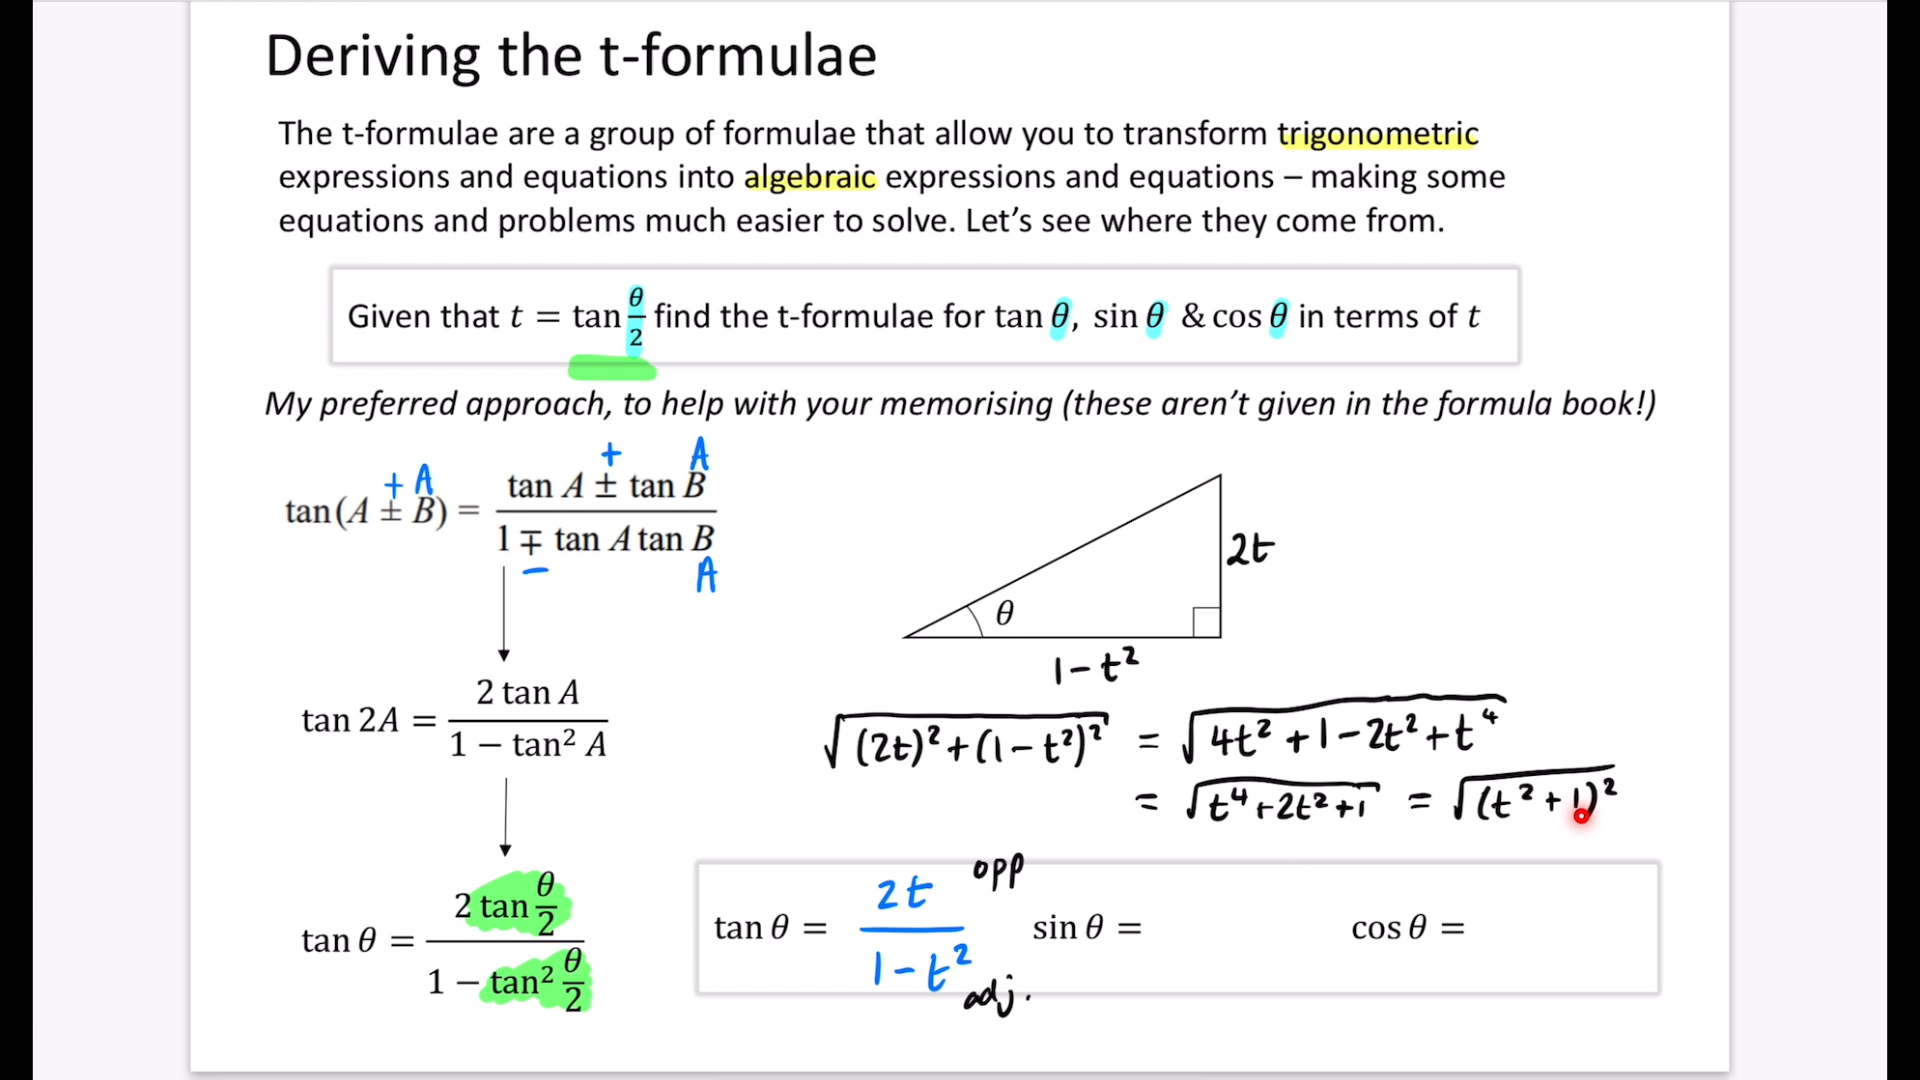 Deriving the t-formulae
The t-formulae are a group of formulae that allow you to transform trigonometric
expressions and equations into algebraic expressions and equations – making some
equations and problems much easier to solve. Let’s see where they come from.
Given that t = tan θ/2 find the t-formulae for tan θ, sin θ & cos θ in terms of t
My preferred approach, to help with your memorising (these aren’t given in the formula book!)
+ A + A
tan(A ± B) = (tan A ± tan B)/(1 ∓ tan A tan B)
− A
2t
θ
1 − t²
tan 2A = (2 tan A)/(1 − tan² A)
√((2t)² + (1 − t²)²) = √(4t² + 1 − 2t² + t⁴)
= √(t⁴ + 2t² + 1) = √((t² + 1)²)
tan θ = (2 tan θ/2)/(1 − tan² θ/2)
tan θ = 2t/(1 − t²) opp adj. sin θ = cos θ =